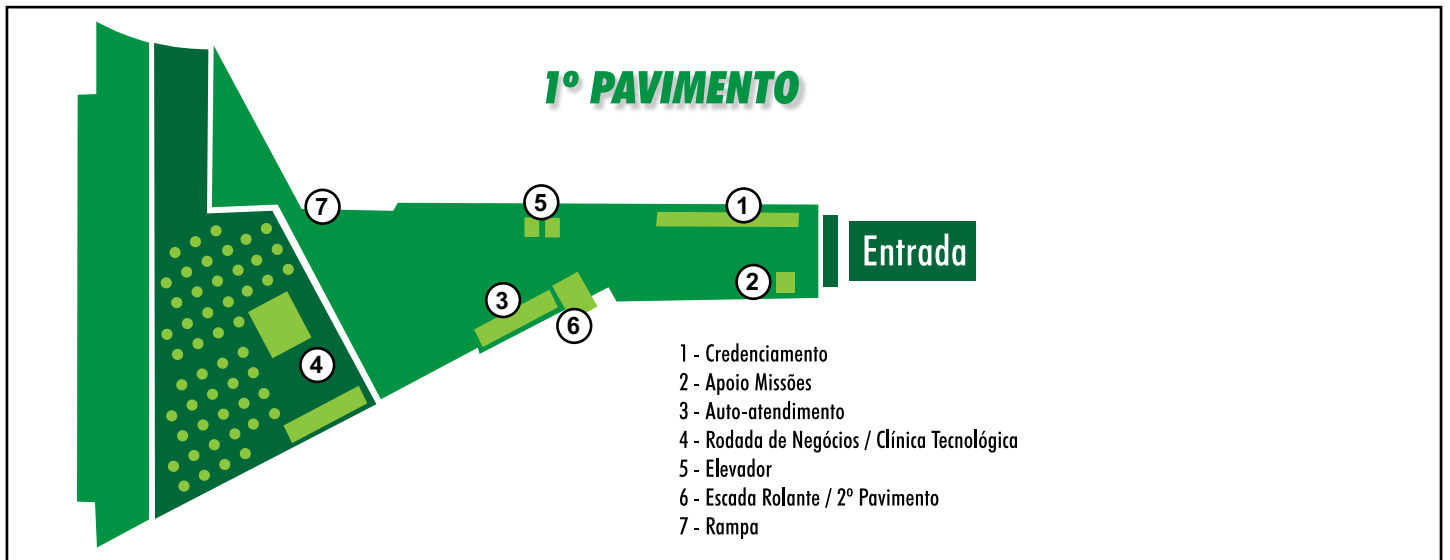 1º PAVIMENTO
7
5
1
Entrada
2
3
6
4
1 - Credenciamento
2 - Apoio Missões
3 - Auto-atendimento
4 - Rodada de Negócios / Clínica Tecnológica
5 - Elevador
6 - Escada Rolante / 2º Pavimento
7 - Rampa